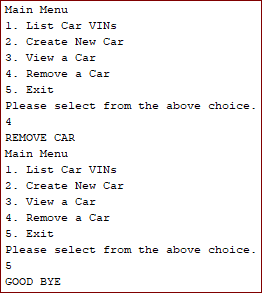 Main Menu
1. List Car VINs
2. Create New Car
3. View a Car
4. Remove a Car
5. Exit
Please select from the above choice.
4
REMOVE CAR
Main Menu
1. List Car VINs
2. Create New Car
3. View a Car
4. Remove a Car
5. Exit
Please select from the above choice.
5
GOOD BYE